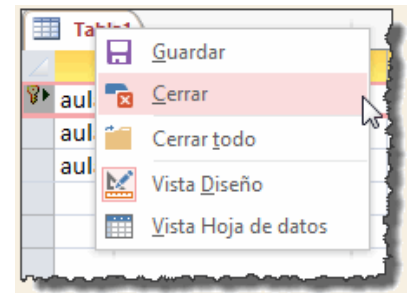 Tabla1
Guardar
aul
Cerrar
aul
Cerrar todo
aul
Vista Diseño
Vista Hoja de datos